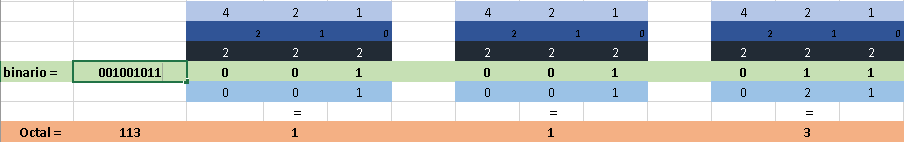 4 2 1 4 2 1 4 2 1
2 1 0 2 1 0 2 1 0
2 2 2 2 2 2 2 2 2
binario = 001001011 0 0 1 0 0 1 0 1 1
0 0 1 0 0 1 0 2 1
= = =
Octal = 113 1 1 3